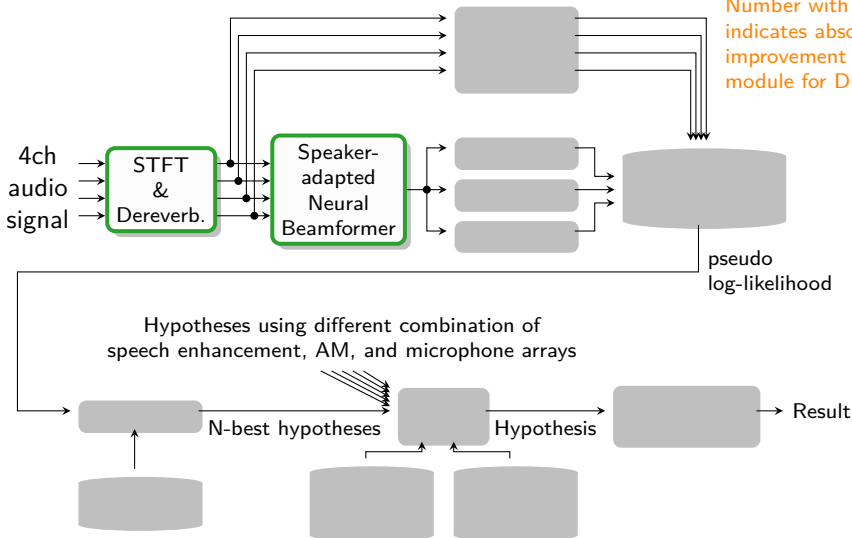 Number with
indicates abso
improvement
module for D
4ch
audio
signal
STFT
&
Dereverb.
Speaker-
adapted
Neural
Beamformer
pseudo
log-likelihood
Hypotheses using different combination of
speech enhancement, AM, and microphone arrays
N-best hypotheses
Hypothesis
Result